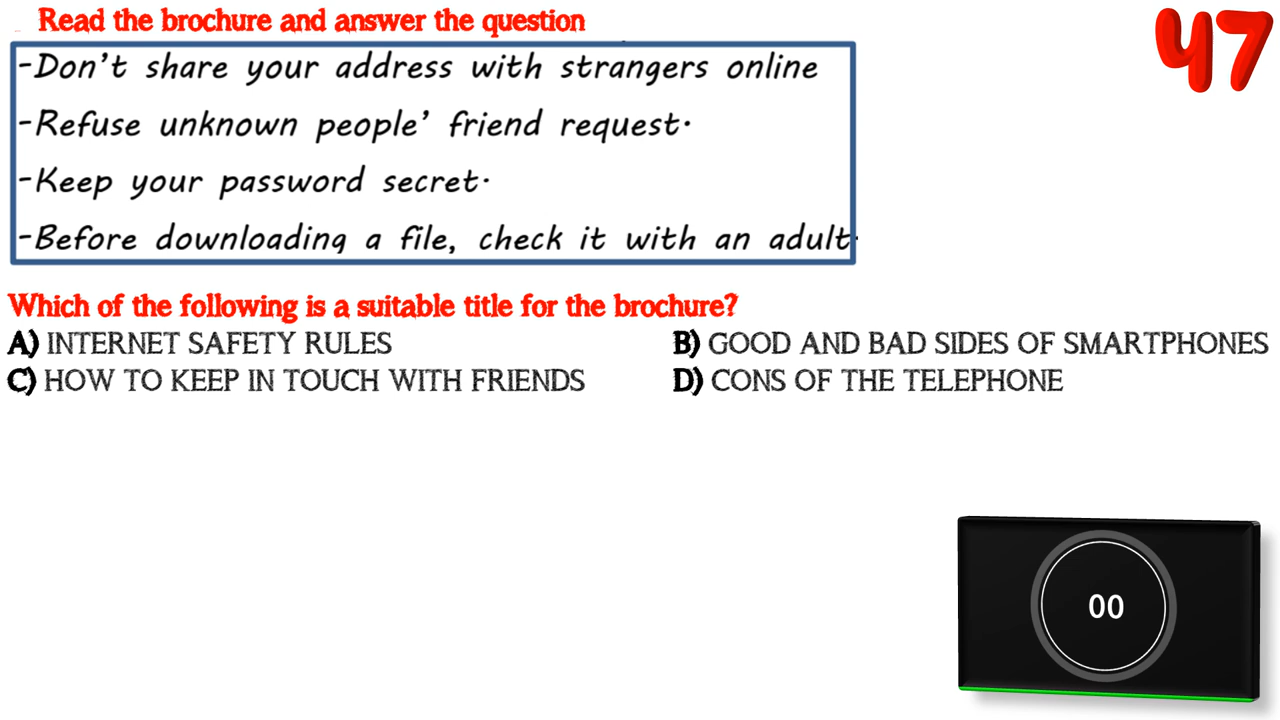 Read the brochure and answer the question
47
-Don't share your address with strangers online
-Refuse unknown people' friend request.
-Keep your password secret.
-Before downloading a file, check it with an adult.
Which of the following is a suitable title for the brochure?
A) INTERNET SAFETY RULES
B) GOOD AND BAD SIDES OF SMARTPHONES
C) HOW TO KEEP IN TOUCH WITH FRIENDS
D) CONS OF THE TELEPHONE
00